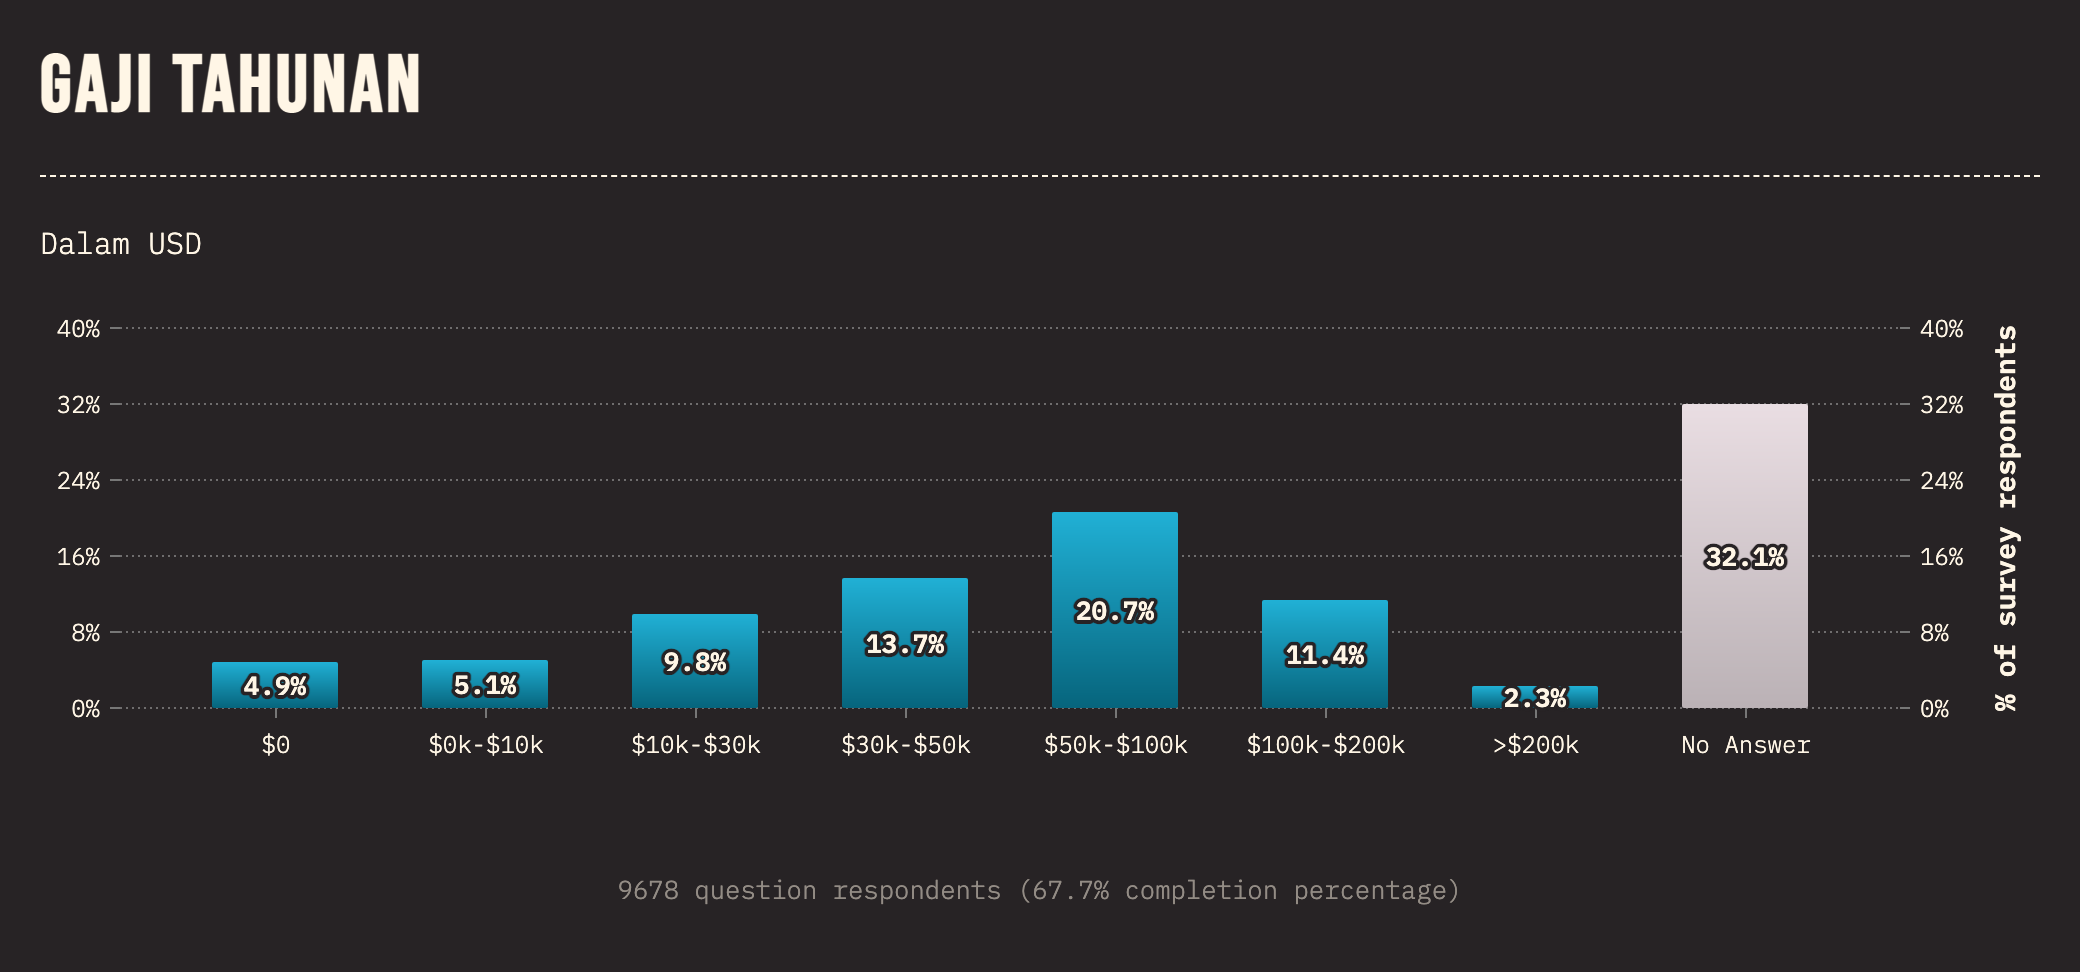 GAJI TAHUNAN
Dalam USD
40% 40%
32% 32%
24% 24%
16% 16%
8% 8%
0% 0%
% of survey respondents
4.9% 5.1% 9.8% 13.7% 20.7% 11.4% 2.3% 32.1%
$0 $0k-$10k $10k-$30k $30k-$50k $50k-$100k $100k-$200k >$200k No Answer
9678 question respondents (67.7% completion percentage)